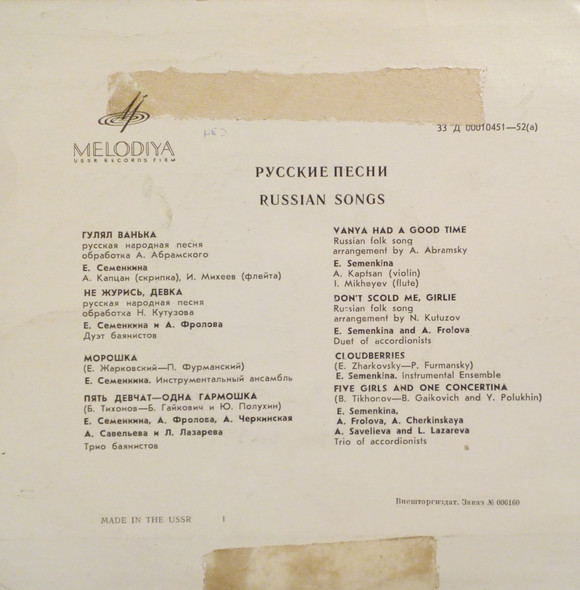 33 Д 00010451—52(a)
MELODIYA
USSR RECORDS FIRM
РУССКИЕ ПЕСНИ
RUSSIAN SONGS
ГУЛЯЛ ВАНЬКА
русская народная песня
обработка А. Абрамского
Е. Семенкина
А. Капцан (скрипка), И. Михеев (флейта)
НЕ ЖУРИСЬ, ДЕВКА
русская народная песня
обработка Н. Кутузова
Е. Семенкина и А. Фролова
Дуэт баянистов
МОРОШКА
(Е. Жарковский—П. Фурманский)
Е. Семенкина. Инструментальный ансамбль
ПЯТЬ ДЕВЧАТ—ОДНА ГАРМОШКА
(Б. Тихонов—Б. Гайкович и Ю. Полухин)
Е. Семенкина, А. Фролова, А. Черкинская
А. Савельева и Л. Лазарева
Трио баянистов
VANYA HAD A GOOD TIME
Russian folk song
arrangement by A. Abramsky
E. Semenkina
A. Kaptsan (violin)
I. Mikheyev (flute)
DON'T SCOLD ME, GIRLIE
Russian folk song
arrangement by N. Kutuzov
E. Semenkina and A. Frolova
Duet of accordionists
CLOUDBERRIES
(E. Zharkovsky—P. Furmansky)
E. Semenkina. Instrumental Ensemble
FIVE GIRLS AND ONE CONCERTINA
(B. Tikhonov—B. Gaikovich and Y. Polukhin)
E. Semenkina,
A. Frolova, A. Cherkinskaya
A. Savelieva and L. Lazareva
Trio of accordionists
Внешторгиздат. Заказ № 006160
MADE IN THE USSR 1